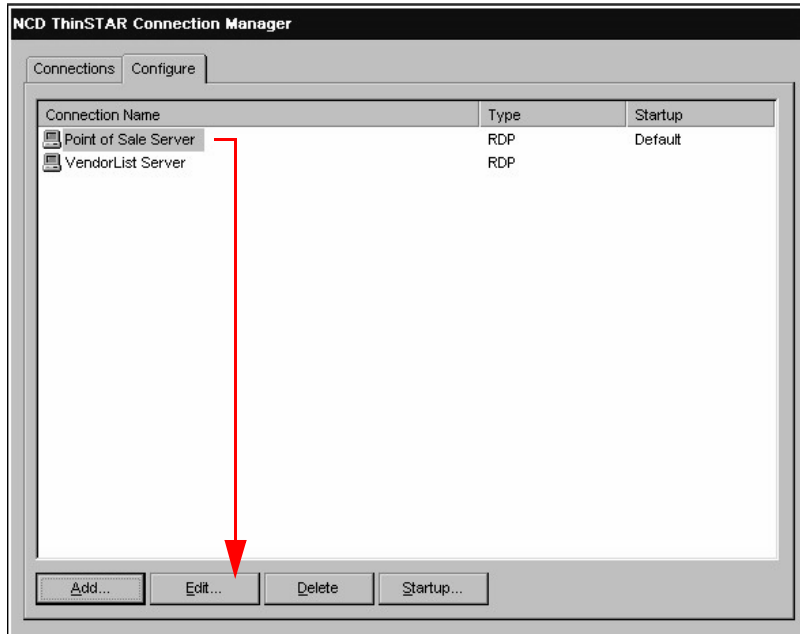 NCD ThinSTAR Connection Manager
Connections Configure
Connection Name Type Startup
Point of Sale Server RDP Default
VendorList Server RDP
Add... Edit... Delete Startup...